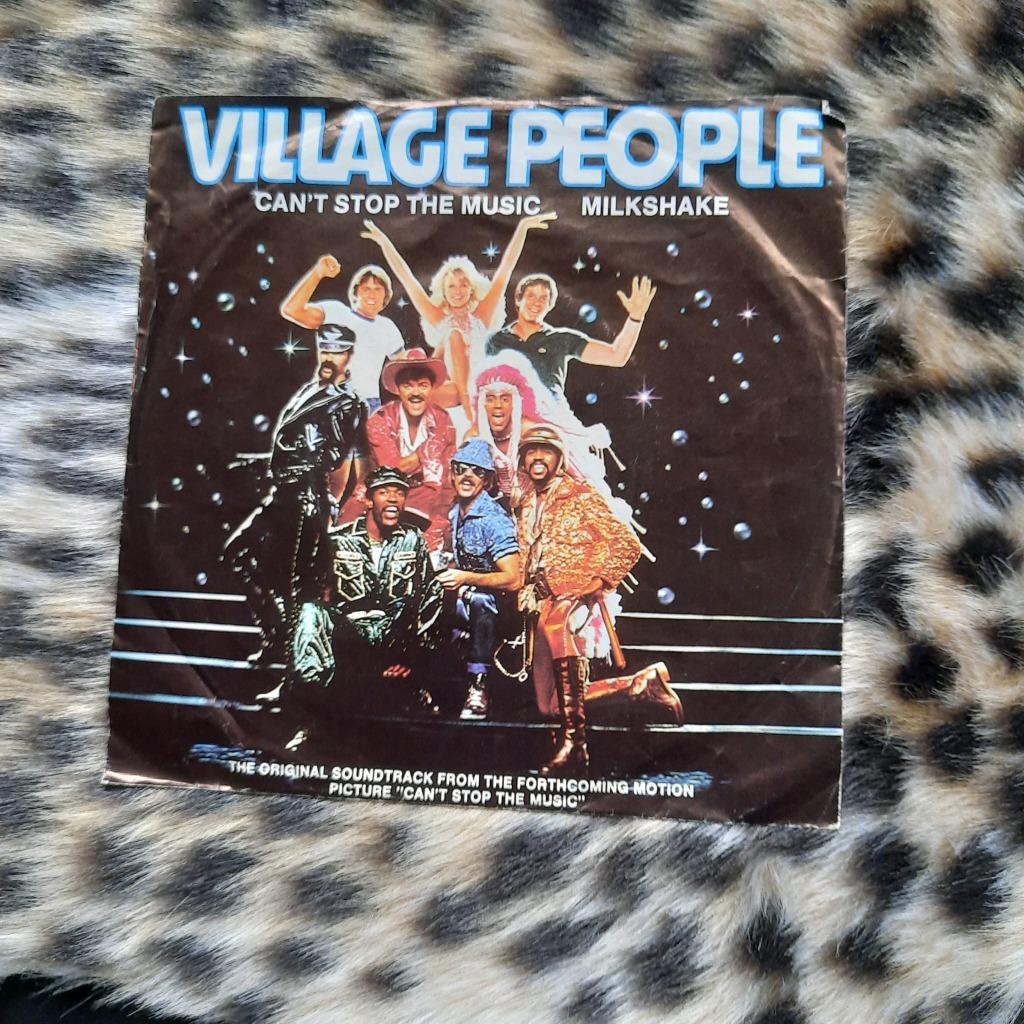 VILLAGE PEOPLE
CAN'T STOP THE MUSIC MILKSHAKE
THE ORIGINAL SOUNDTRACK FROM THE FORTHCOMING MOTION
PICTURE "CAN'T STOP THE MUSIC"